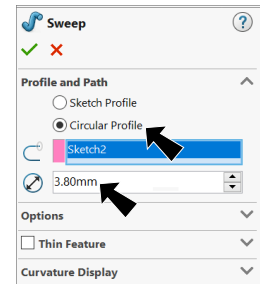 Sweep
Profile and Path
Sketch Profile
Circular Profile
Sketch2
3.80mm
Options
Thin Feature
Curvature Display